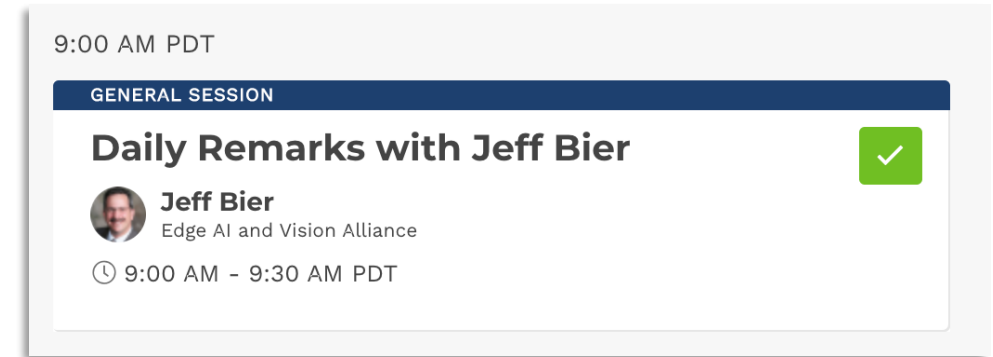 9:00 AM PDT
GENERAL SESSION
Daily Remarks with Jeff Bier
Jeff Bier
Edge AI and Vision Alliance
9:00 AM - 9:30 AM PDT